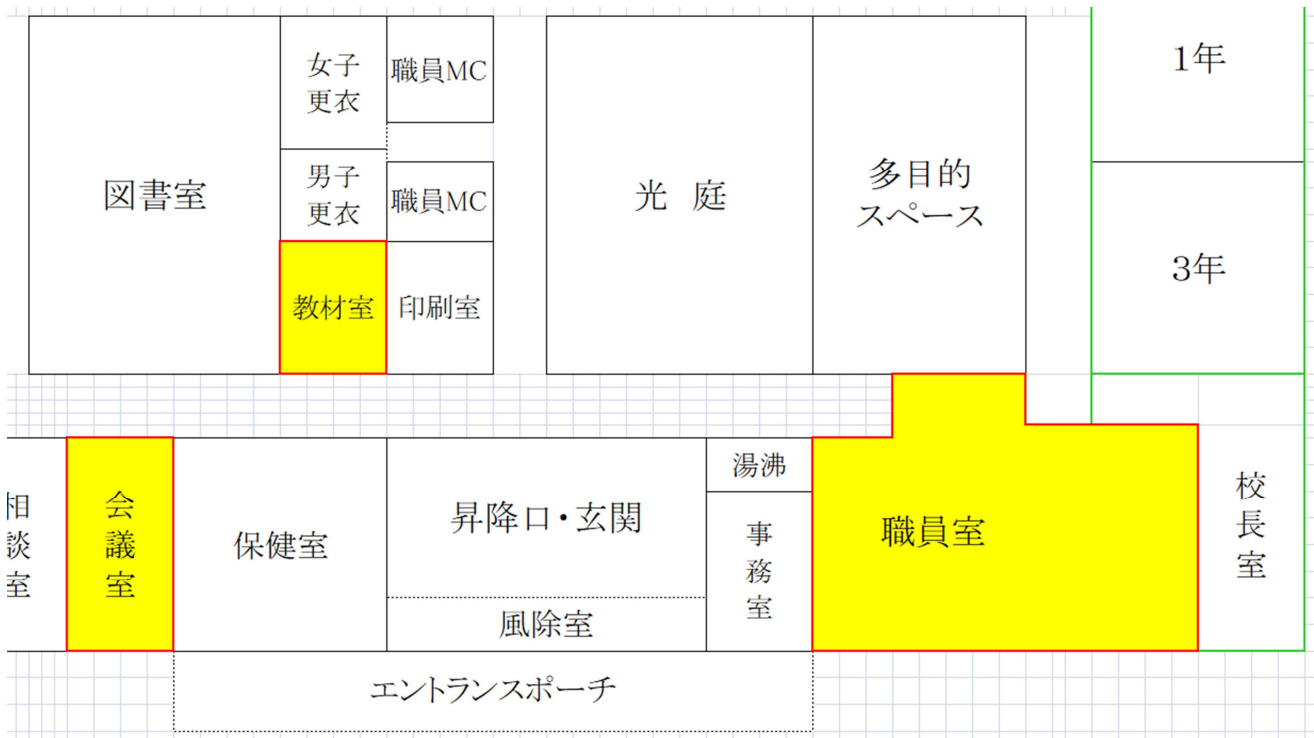 女子
更衣
職員MC
1年
図書室
男子
更衣
職員MC
光 庭
多目的
スペース
3年
教材室
印刷室
相談室
会議室
保健室
昇降口・玄関
風除室
湯沸
事務室
職員室
校長室
エントランスポーチ